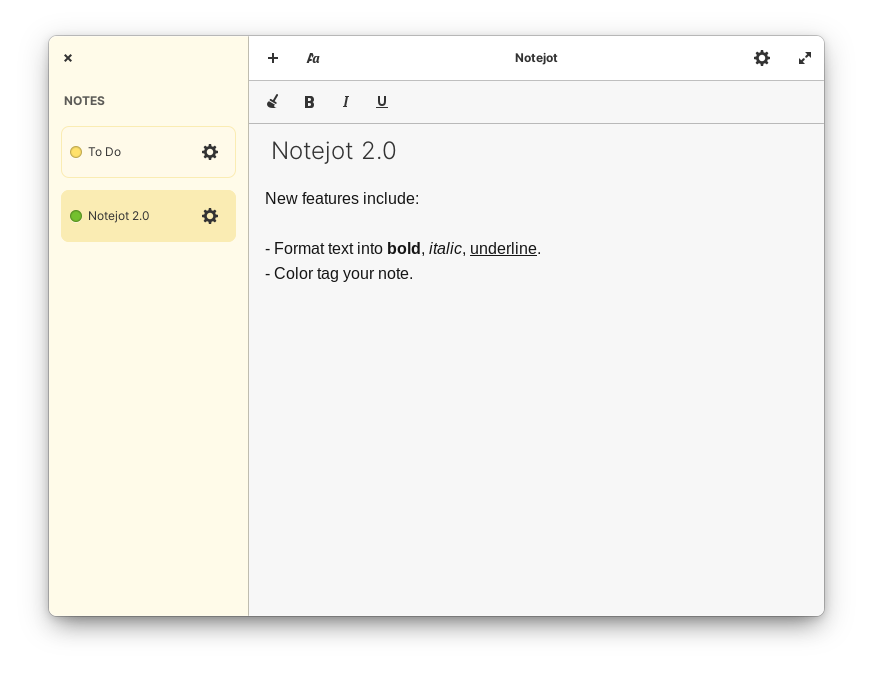 Notejot
NOTES
To Do
Notejot 2.0
Aa
B I U
Notejot 2.0
New features include:
- Format text into bold, italic, underline.
- Color tag your note.